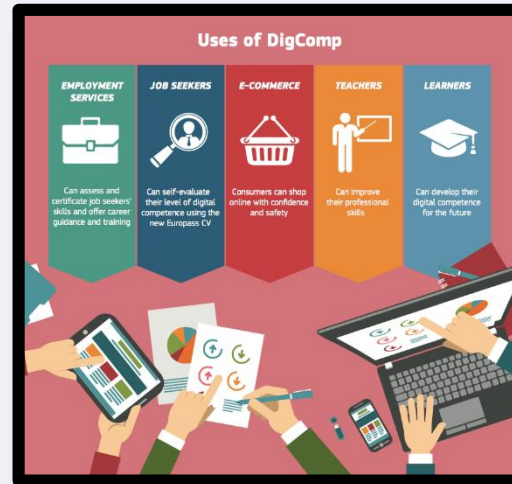 Uses of DigComp
EMPLOYMENT
SERVICES
Can assess and
certificate job seekers'
skills and offer career
guidance and training
JOB SEEKERS
Can self-evaluate
their level of digital
competence using the
new Europass CV
E-COMMERCE
Consumers can shop
online with confidence
and safety
TEACHERS
Can improve
their professional
skills
LEARNERS
Can develop their
digital competence
for the future